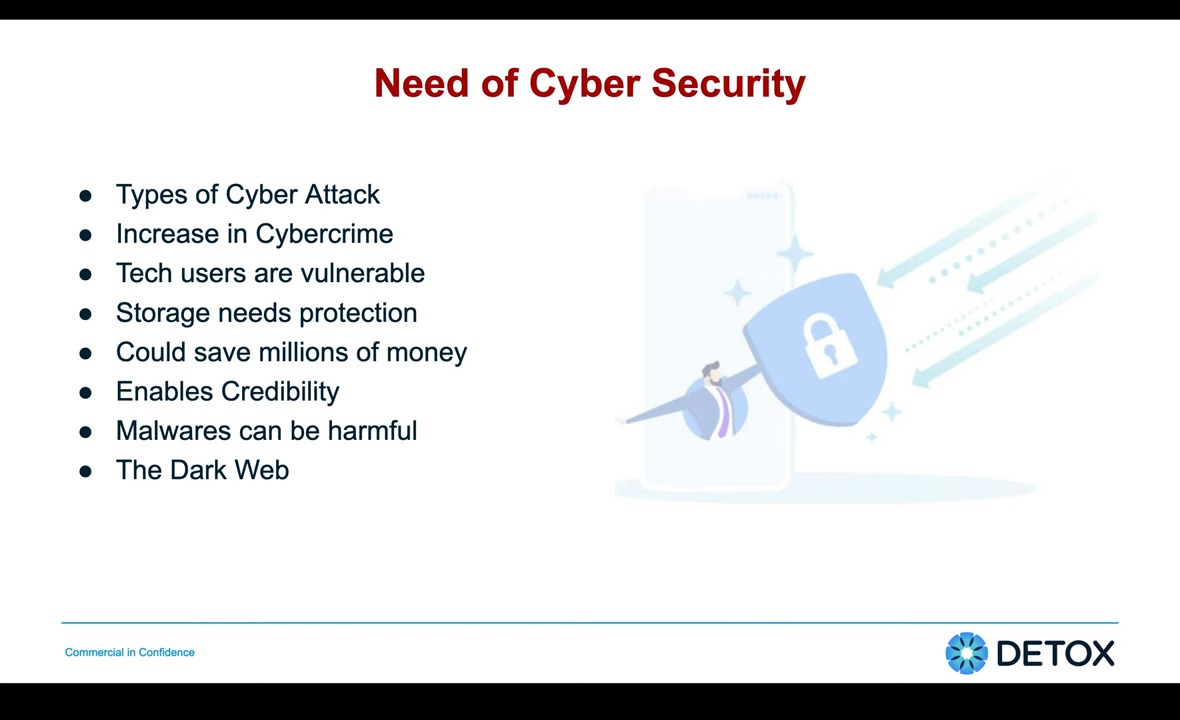 Need of Cyber Security
● Types of Cyber Attack
● Increase in Cybercrime
● Tech users are vulnerable
● Storage needs protection
● Could save millions of money
● Enables Credibility
● Malwares can be harmful
● The Dark Web
Commercial in Confidence
DETOX